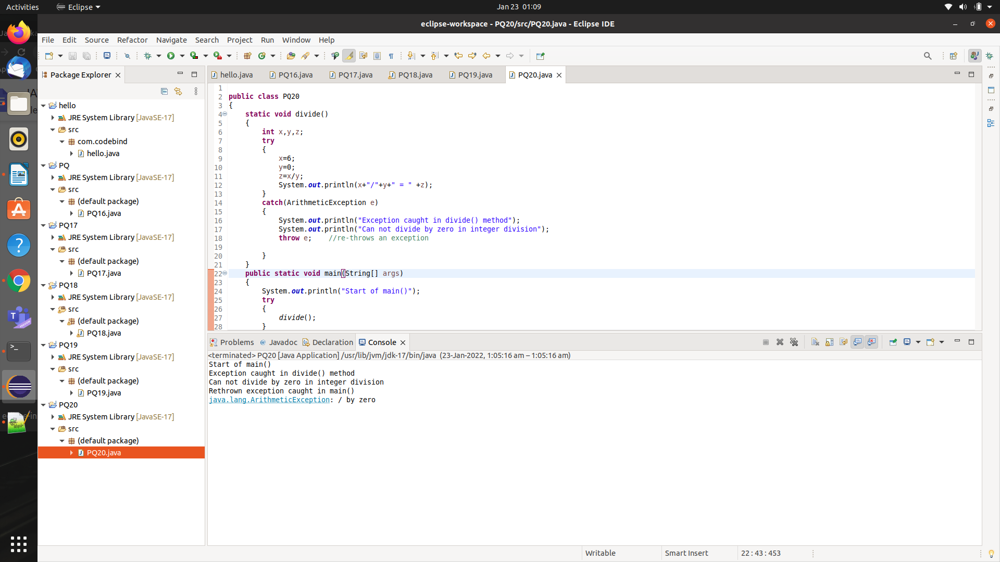 Activities
Eclipse
Jan 23 01:09
eclipse-workspace - PQ20/src/PQ20.java - Eclipse IDE
File Edit Source Refactor Navigate Search Project Run Window Help
Package Explorer
hello.java PQ16.java PQ17.java PQ18.java PQ19.java PQ20.java
hello
JRE System Library [JavaSE-17]
src
com.codebind
hello.java
PQ
JRE System Library [JavaSE-17]
src
(default package)
PQ16.java
PQ17
JRE System Library [JavaSE-17]
src
(default package)
PQ17.java
PQ18
JRE System Library [JavaSE-17]
src
(default package)
PQ18.java
PQ19
JRE System Library [JavaSE-17]
src
(default package)
PQ19.java
PQ20
JRE System Library [JavaSE-17]
src
(default package)
PQ20.java
1
2 public class PQ20
3 {
4 static void divide()
5 {
6 int x,y,z;
7 try
8 {
9 x=6;
10 y=0;
11 z=x/y;
12 System.out.println(x+"/"+y+" = " +z);
13 }
14 catch(ArithmeticException e)
15 {
16 System.out.println("Exception caught in divide() method");
17 System.out.println("Can not divide by zero in integer division");
18 throw e; //re-throws an exception
19
20 }
21 }
22 public static void main(String[] args)
23 {
24 System.out.println("Start of main()");
25 try
26 {
27 divide();
28 }
Problems Javadoc Declaration Console
<terminated> PQ20 [Java Application] /usr/lib/jvm/jdk-17/bin/java (23-Jan-2022, 1:05:16 am – 1:05:16 am)
Start of main()
Exception caught in divide() method
Can not divide by zero in integer division
Rethrown exception caught in main()
java.lang.ArithmeticException: / by zero
Writable
Smart Insert
22 : 43 : 453